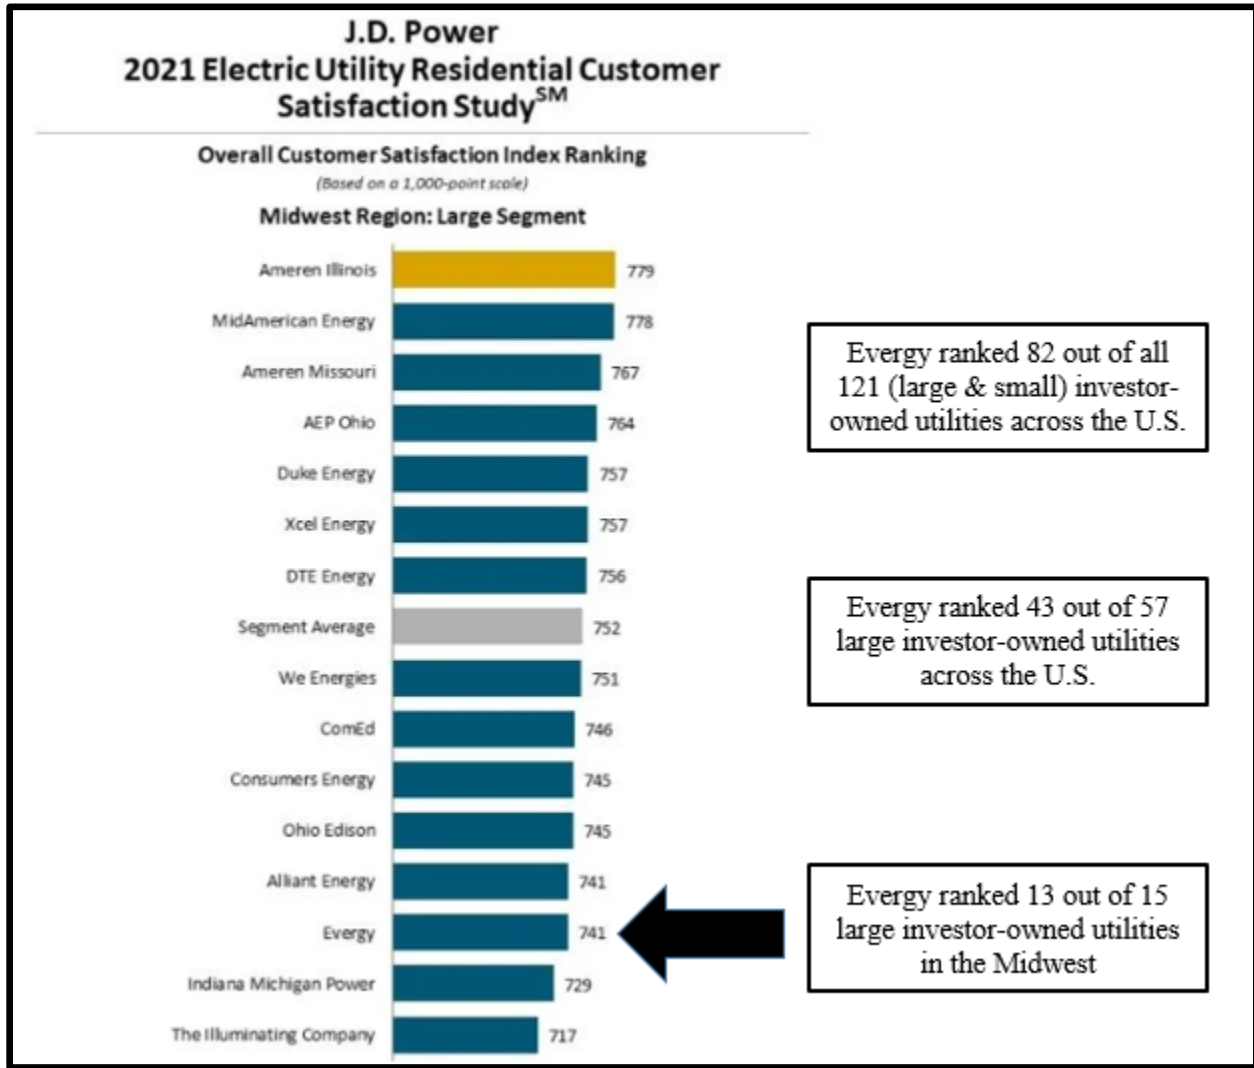 J.D. Power
2021 Electric Utility Residential Customer
Satisfaction StudySM
Overall Customer Satisfaction Index Ranking
(Based on a 1,000-point scale)
Midwest Region: Large Segment
Ameren Illinois 779
MidAmerican Energy 778
Ameren Missouri 767
AEP Ohio 764
Duke Energy 757
Xcel Energy 757
DTE Energy 756
Segment Average 752
We Energies 751
ComEd 746
Consumers Energy 745
Ohio Edison 745
Alliant Energy 741
Evergy 741
Indiana Michigan Power 729
The Illuminating Company 717
Evergy ranked 82 out of all
121 (large & small) investor-
owned utilities across the U.S.
Evergy ranked 43 out of 57
large investor-owned utilities
across the U.S.
Evergy ranked 13 out of 15
large investor-owned utilities
in the Midwest